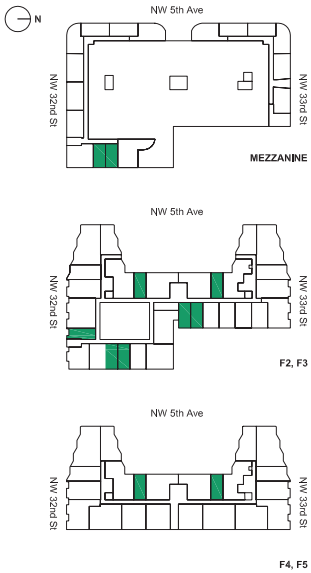 N
NW 5th Ave
NW 32nd St
NW 33rd St
MEZZANINE
NW 5th Ave
NW 32nd St
NW 33rd St
F2, F3
NW 5th Ave
NW 32nd St
NW 33rd St
F4, F5